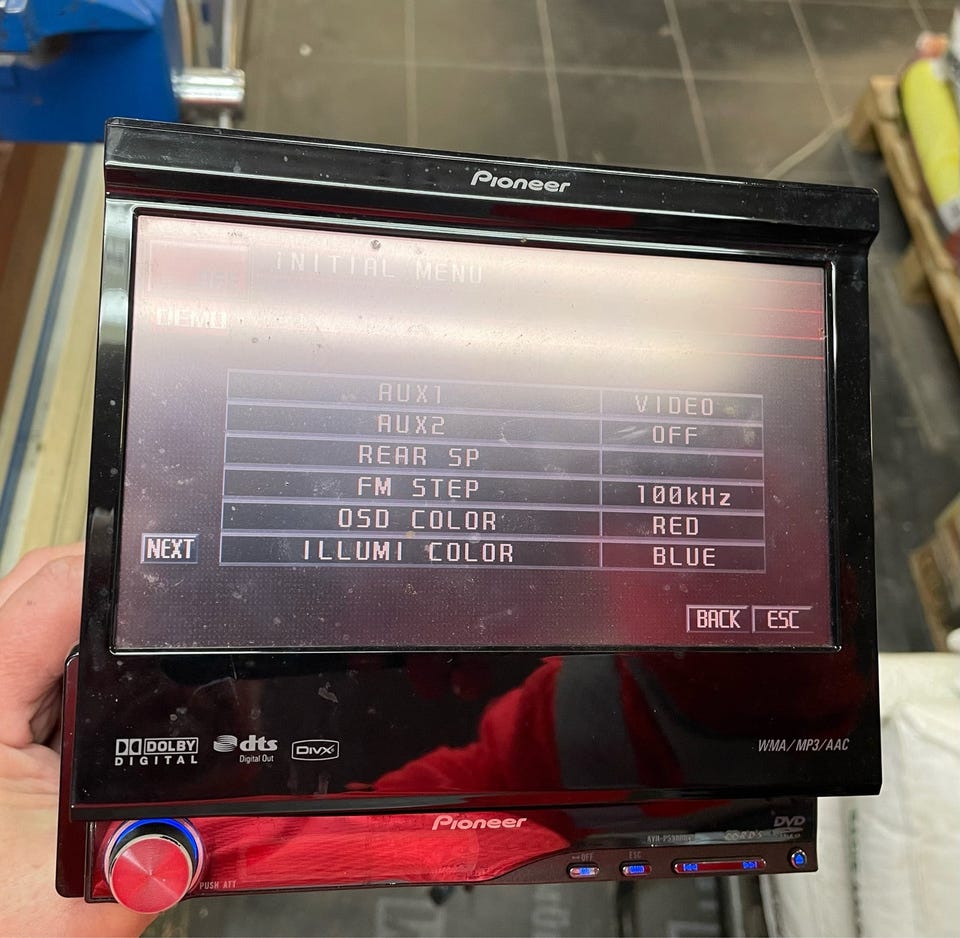 Pioneer
INITIAL MENU
DEMO
AUX1 VIDEO
AUX2 OFF
REAR SP
FM STEP 100kHz
OSD COLOR RED
ILLUMI COLOR BLUE
NEXT
BACK ESC
DOLBY DIGITAL
dts Digital Out
DivX
WMA/MP3/AAC
Pioneer
DVD
OFF
ESC
PUSH ATT